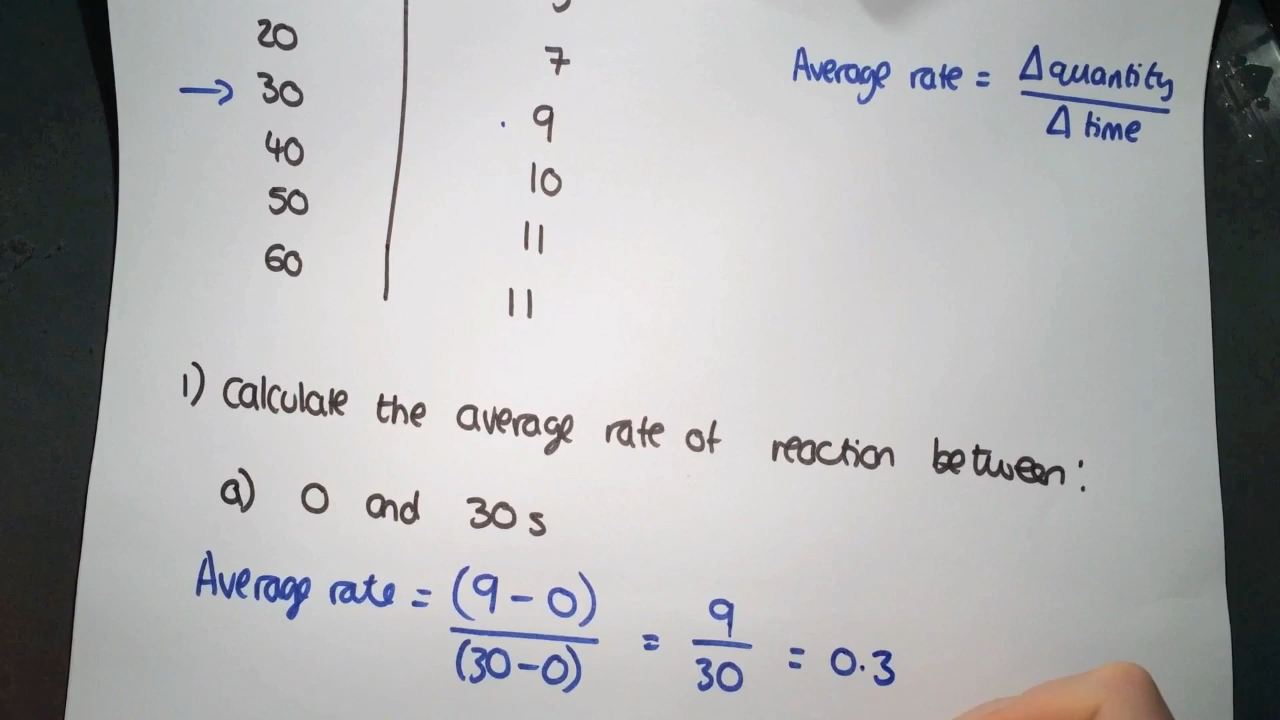 20
7
→ 30
9
40
10
50
11
60
11
Average rate = Δquantity
Δ time
1) Calculate the average rate of reaction between:
a) 0 and 30 s
Average rate = (9 - 0) / (30 - 0) = 9 / 30 = 0.3